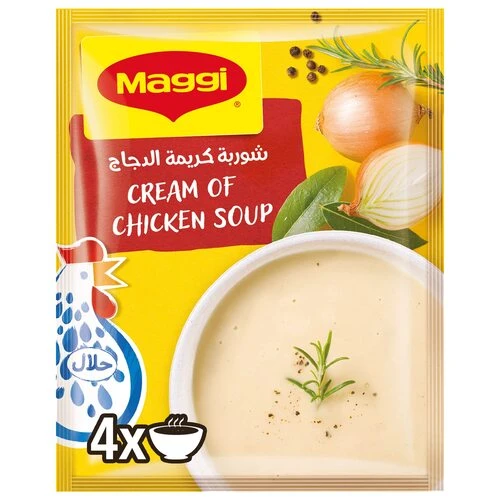 Maggi
®
شوربة كريمة الدجاج
CREAM OF
CHICKEN SOUP
حلال
4x